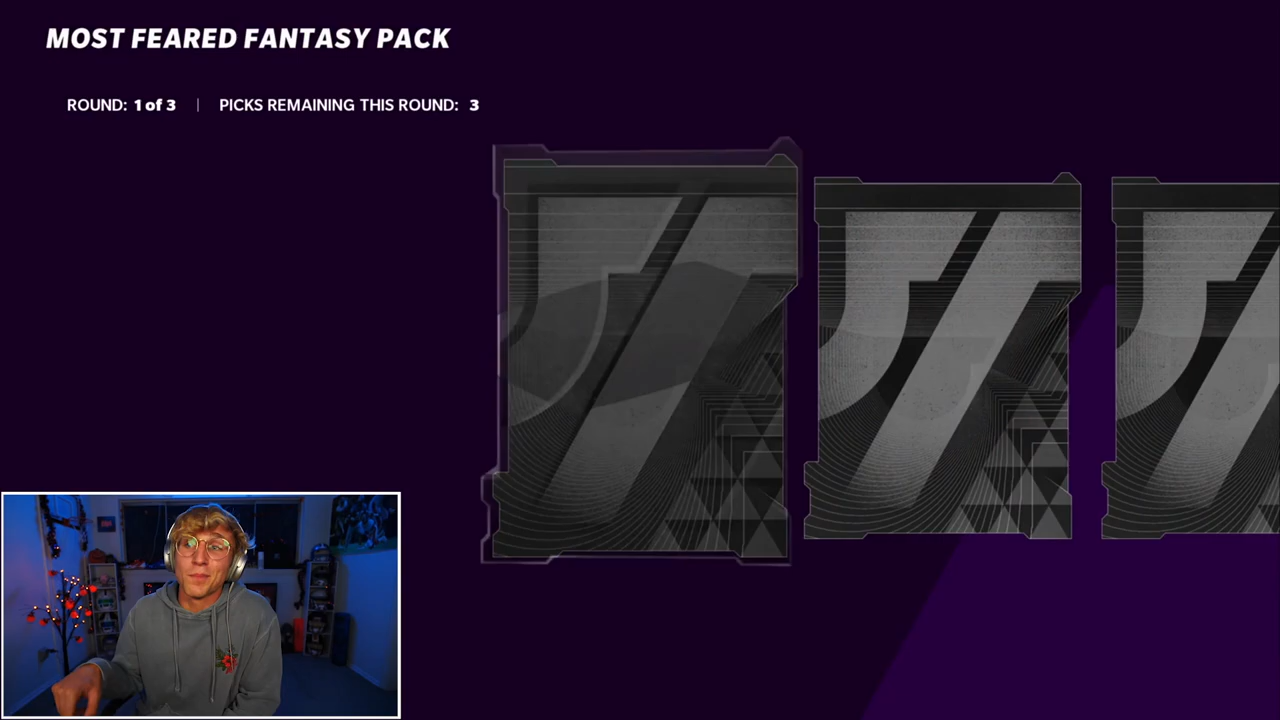 MOST FEARED FANTASY PACK
ROUND: 1 of 3 | PICKS REMAINING THIS ROUND: 3